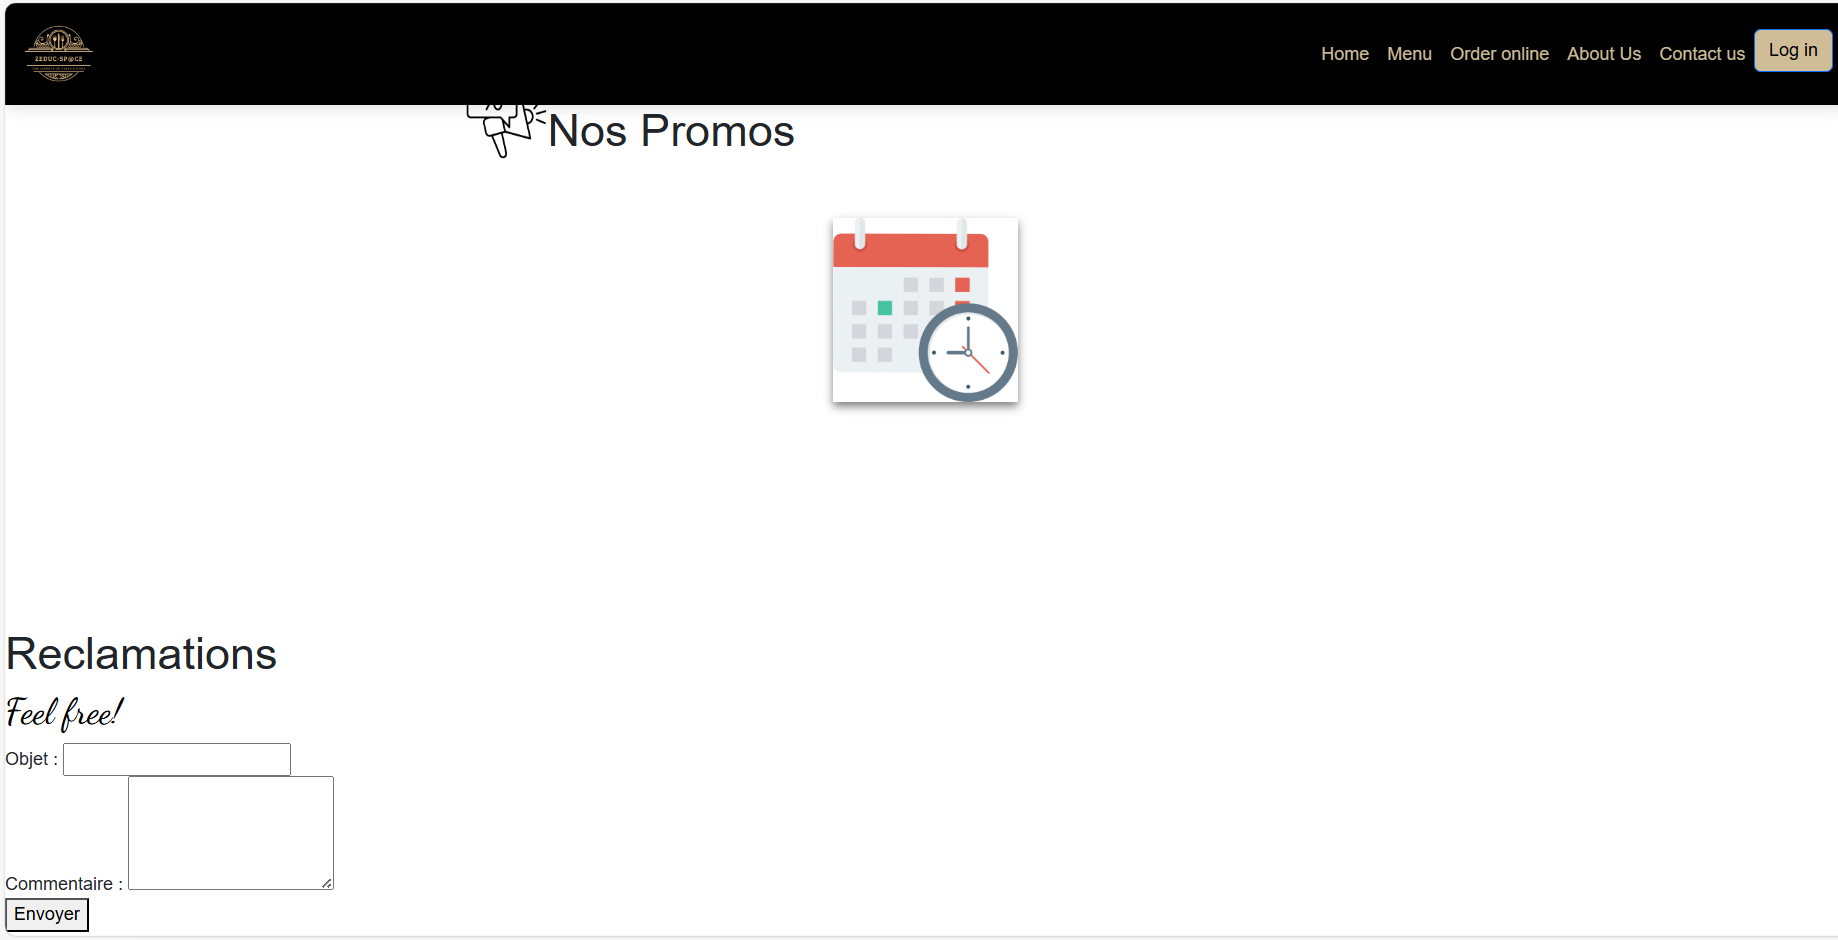 ZEDUC-SP@CE
Home Menu Order online About Us Contact us Log in
Nos Promos
Reclamations
Feel free!
Objet :
Commentaire :
Envoyer